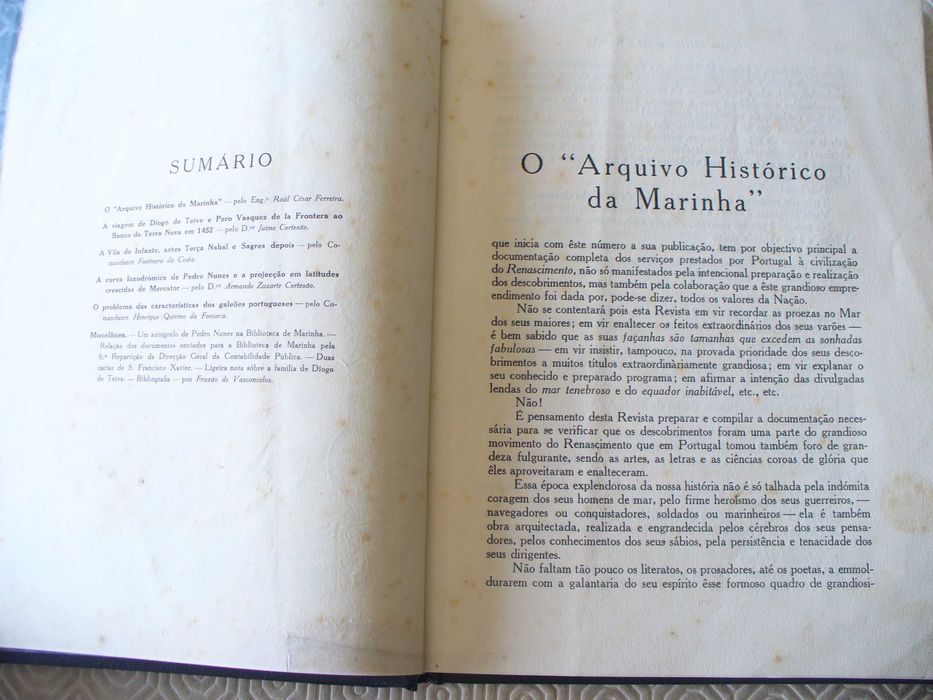 SUMÁRIO
O "Arquivo Histórico da Marinha" — pelo Eng.º Raúl César Ferreira.
A viagem de Diogo de Teive e Pero Vasquez de la Frontera ao
Banco da Terra Nova em 1452 — pelo D.or Jaime Cortesão.
A Vila do Infante, antes Terça Nabal e Sagres depois — pelo Co-
mandante Fontoura da Costa.
A curva loxodrómica de Pedro Nunes e a projecção em latitudes
crescidas de Mercator — pelo D.or Armando Zuzarte Cortesão.
O problema das características dos galeões portugueses — pelo Co-
mandante Henrique Quirino da Fonseca.
Miscelânea. — Um autógrafo de Pedro Nunes na Biblioteca de Marinha. —
Relação dos documentos enviados para a Biblioteca de Marinha pela
6.ª Repartição da Direcção Geral da Contabilidade Pública. — Duas
cartas de S. Francisco Xavier. — Ligeira nota sôbre a família de Diogo
de Teive. — Bibliografia — por Frazão de Vasconcelos.
O "Arquivo Histórico
da Marinha"
que inicia com êste número a sua publicação, tem por objectivo principal a
documentação completa dos serviços prestados por Portugal à civilização
do Renascimento, não só manifestados pela intencional preparação e realização
dos descobrimentos, mas também pela colaboração que a êste grandioso empre-
endimento foi dada por, pode-se dizer, todos os valores da Nação.
Não se contentará pois esta Revista em vir recordar as proezas no Mar
dos seus maiores; em vir enaltecer os feitos extraordinários dos seus varões —
é bem sabido que as suas façanhas são tamanhas que excedem as sonhadas
fabulosas — em vir insistir, tampouco, na provada prioridade dos seus desco-
brimentos a muitos títulos extraordinàriamente grandiosa; em vir explanar o
seu conhecido e preparado programa; em afirmar a intenção das divulgadas
lendas do mar tenebroso e do equador inabitável, etc., etc.
Não!
É pensamento desta Revista preparar e compilar a documentação neces-
sária para se verificar que os descobrimentos foram uma parte do grandioso
movimento do Renascimento que em Portugal tomou também foro de gran-
deza fulgurante, sendo as artes, as letras e as ciências coroas de glória que
êles aproveitaram e enalteceram.
Essa época explendorosa da nossa história não é só talhada pela indómita
coragem dos seus homens de mar, pelo firme heroísmo dos seus guerreiros, —
navegadores ou conquistadores, soldados ou marinheiros — ela é também
obra arquitectada, realizada e engrandecida pelos cérebros dos seus pensa-
dores, pelos conhecimentos dos seus sábios, pela persistência e tenacidade dos
seus dirigentes.
Não faltam tão pouco os literatos, os prosadores, até os poetas, a emmol-
durarem com a galantaria do seu espírito êsse formoso quadro de grandiosi-